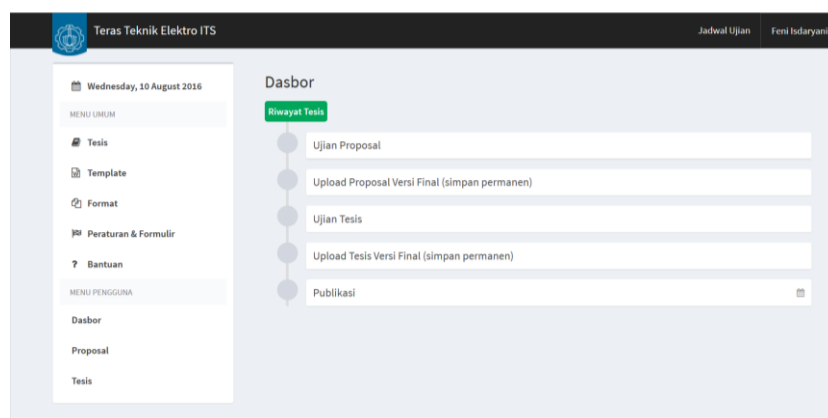 Teras Teknik Elektro ITS
Jadwal Ujian
Feni Isdaryani
Wednesday, 10 August 2016
MENU UMUM
Tesis
Template
Format
Peraturan & Formulir
? Bantuan
MENU PENGGUNA
Dasbor
Proposal
Tesis
Dasbor
Riwayat Tesis
Ujian Proposal
Upload Proposal Versi Final (simpan permanen)
Ujian Tesis
Upload Tesis Versi Final (simpan permanen)
Publikasi